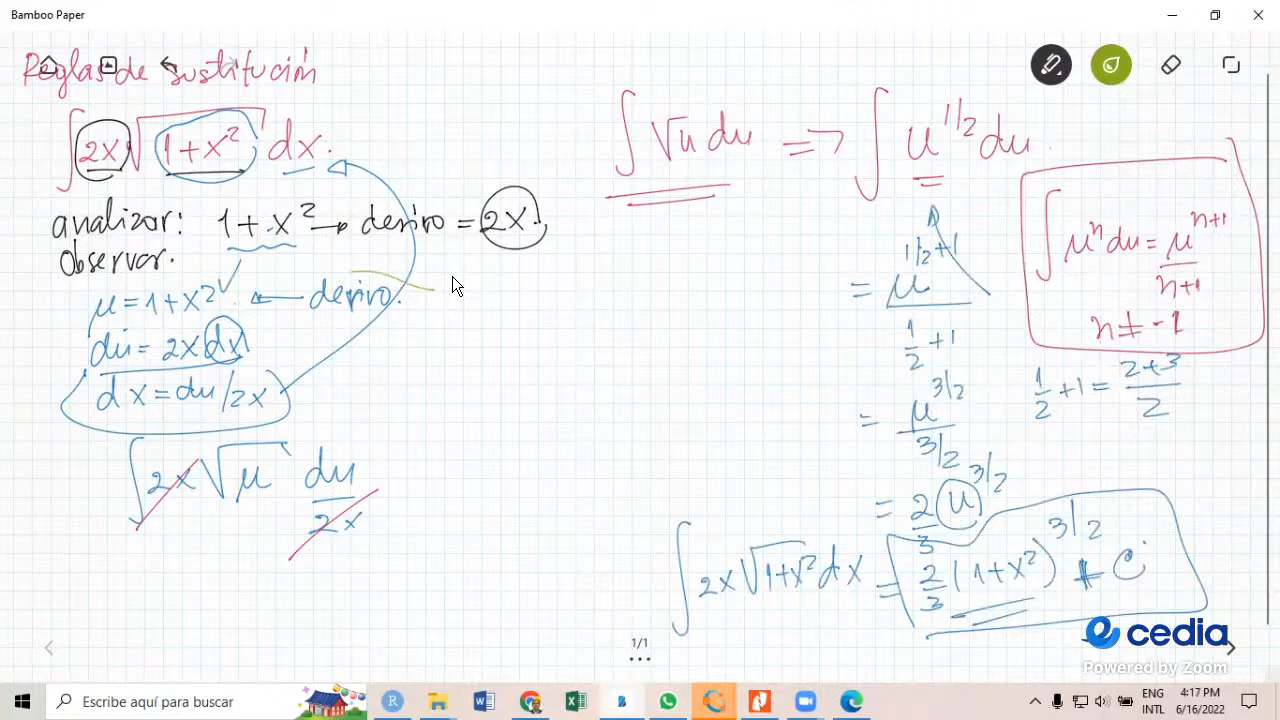 Bamboo Paper
Reglas de sustitución
∫ 2x √(1+x²) dx.
analizar: 1+x² → derivo = 2x.
Observar.
μ = 1+x² ← derivo.
du = 2x dx
dx = du/2x
∫ 2x √μ du/2x
∫ √u du => ∫ u^1/2 du
= μ^(1/2+1) / (1/2 + 1)
= μ^3/2 / 3/2
= 2/3 u^3/2
∫ 2x √(1+x²) dx = 2/3 (1+x²)^3/2 + C
∫ μ^n du = μ^(n+1) / (n+1)
n ≠ -1
1/2 + 1 = (2+3)/2
1/1
cedia
Powered by Zoom
Escribe aquí para buscar
ENG
INTL
4:17 PM
6/16/2022